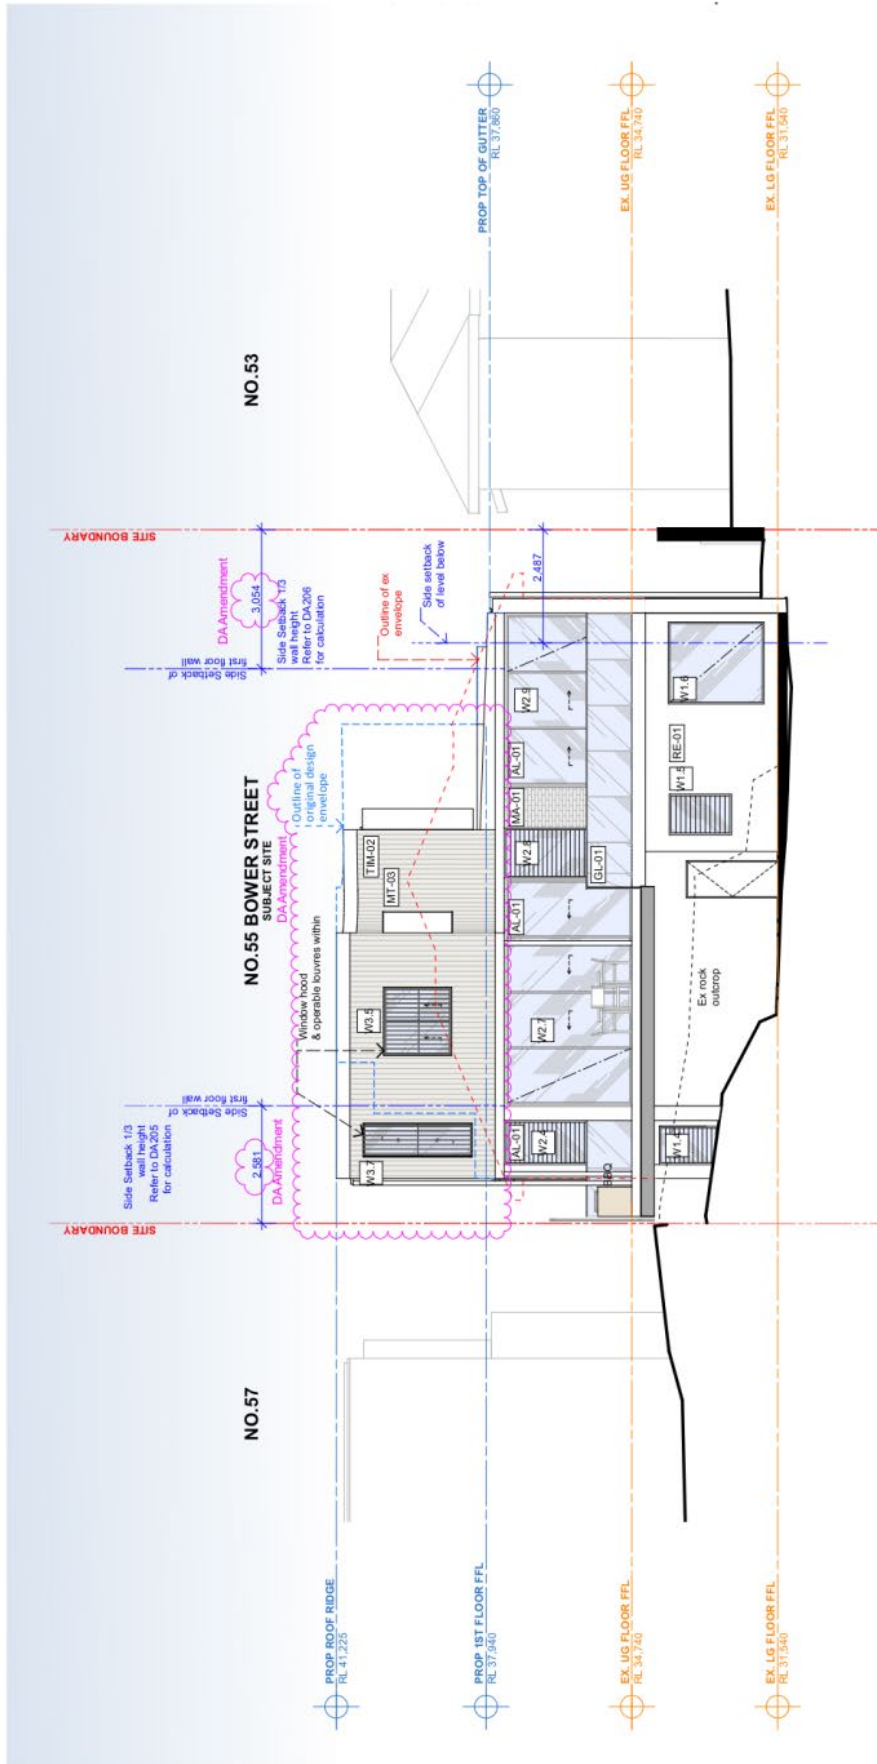 NO.57
NO.55 BOWER STREET
SUBJECT SITE
NO.53
SITE BOUNDARY
SITE BOUNDARY
Side Setback 1/3
wall height
Refer to DA205
for calculation
2,581
DA Amendment
Side Setback of
first floor wall
Window hood
& operable louvres within
DA Amendment
Outline of
original design
envelope
Side Setback of
first floor wall
DA Amendment
3,054
Side Setback 1/3
wall height
Refer to DA206
for calculation
Outline of ex
envelope
Side setback
of level below
2,487
PROP ROOF RIDGE
RL 41,225
PROP 1ST FLOOR FFL
RL 37,940
EX. UG FLOOR FFL
RL 34,740
EX. LG FLOOR FFL
RL 31,540
PROP TOP OF GUTTER
RL 37,860
EX. UG FLOOR FFL
RL 34,740
EX. LG FLOOR FFL
RL 31,540
W3.7
W3.5
MT-03
TIM-02
AL-01
W2.4
W2.7
AL-01
W2.8
MA-01
AL-01
W2.9
GL-01
BBQ
W1.4
Ex rock
outcrop
W1.5
RE-01
W1.6